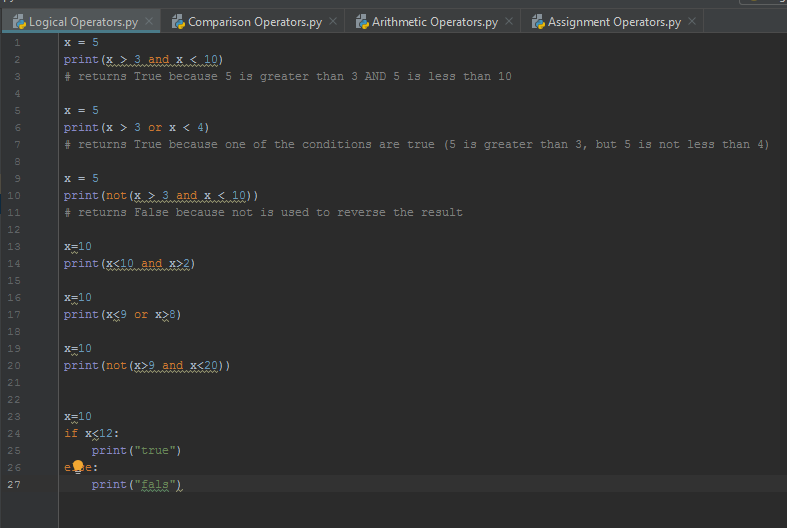 Logical Operators.py × Comparison Operators.py × Arithmetic Operators.py × Assignment Operators.py ×
1 x = 5
2 print(x > 3 and x < 10)
3 # returns True because 5 is greater than 3 AND 5 is less than 10
4
5 x = 5
6 print(x > 3 or x < 4)
7 # returns True because one of the conditions are true (5 is greater than 3, but 5 is not less than 4)
8
9 x = 5
10 print(not(x > 3 and x < 10))
11 # returns False because not is used to reverse the result
12
13 x=10
14 print(x<10 and x>2)
15
16 x=10
17 print(x<9 or x>8)
18
19 x=10
20 print(not(x>9 and x<20))
21
22
23 x=10
24 if x<12:
25 print("true")
26 else:
27 print("fals")